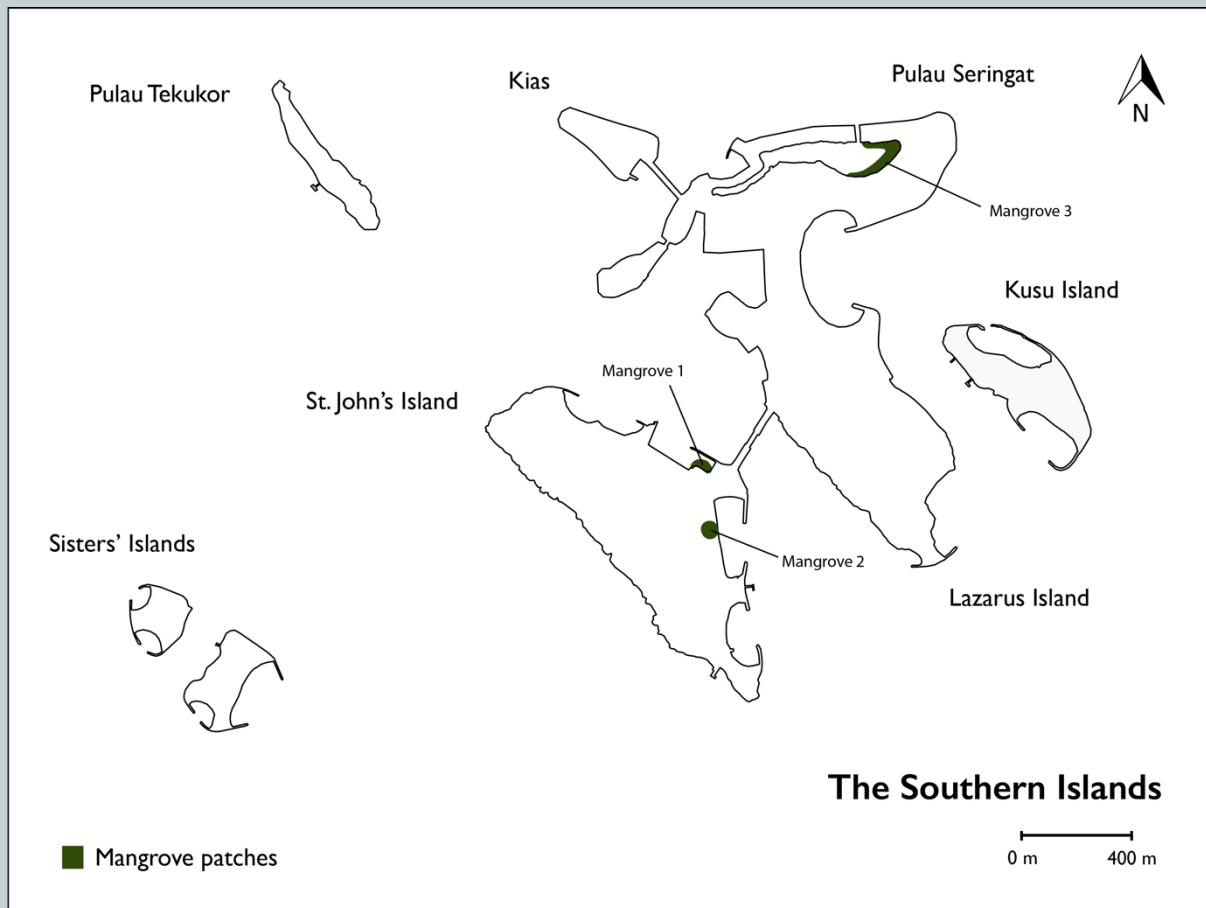 Pulau Tekukor
Kias
Pulau Seringat
N
Mangrove 3
Kusu Island
Mangrove 1
St. John's Island
Sisters' Islands
Mangrove 2
Lazarus Island
The Southern Islands
Mangrove patches
0 m 400 m